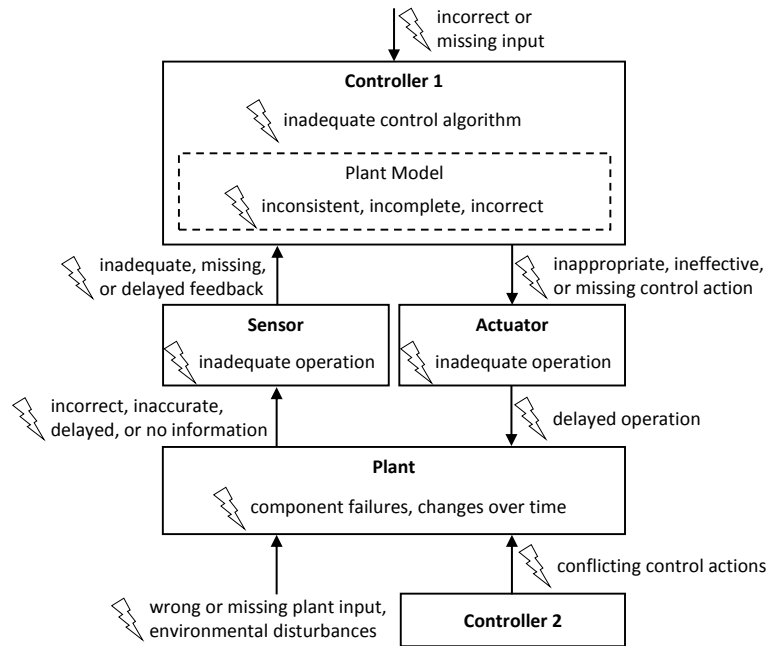 incorrect or
missing input
Controller 1
inadequate control algorithm
Plant Model
inconsistent, incomplete, incorrect
inadequate, missing,
or delayed feedback
inappropriate, ineffective,
or missing control action
Sensor
inadequate operation
Actuator
inadequate operation
incorrect, inaccurate,
delayed, or no information
delayed operation
Plant
component failures, changes over time
conflicting control actions
wrong or missing plant input,
environmental disturbances
Controller 2